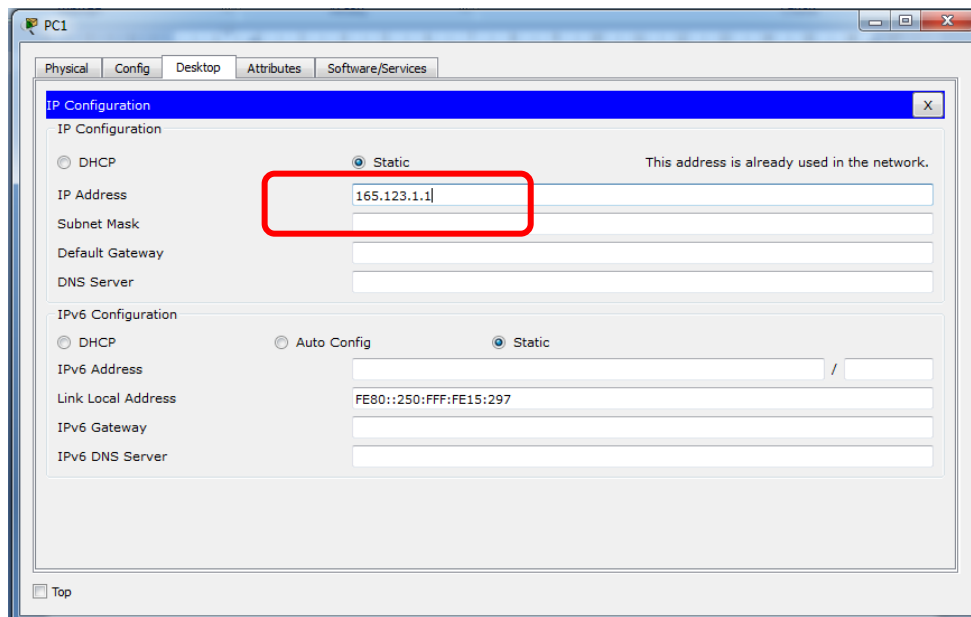 PC1
Physical Config Desktop Attributes Software/Services
IP Configuration X
IP Configuration
DHCP Static This address is already used in the network.
IP Address 165.123.1.1
Subnet Mask
Default Gateway
DNS Server
IPv6 Configuration
DHCP Auto Config Static
IPv6 Address /
Link Local Address FE80::250:FFF:FE15:297
IPv6 Gateway
IPv6 DNS Server
Top